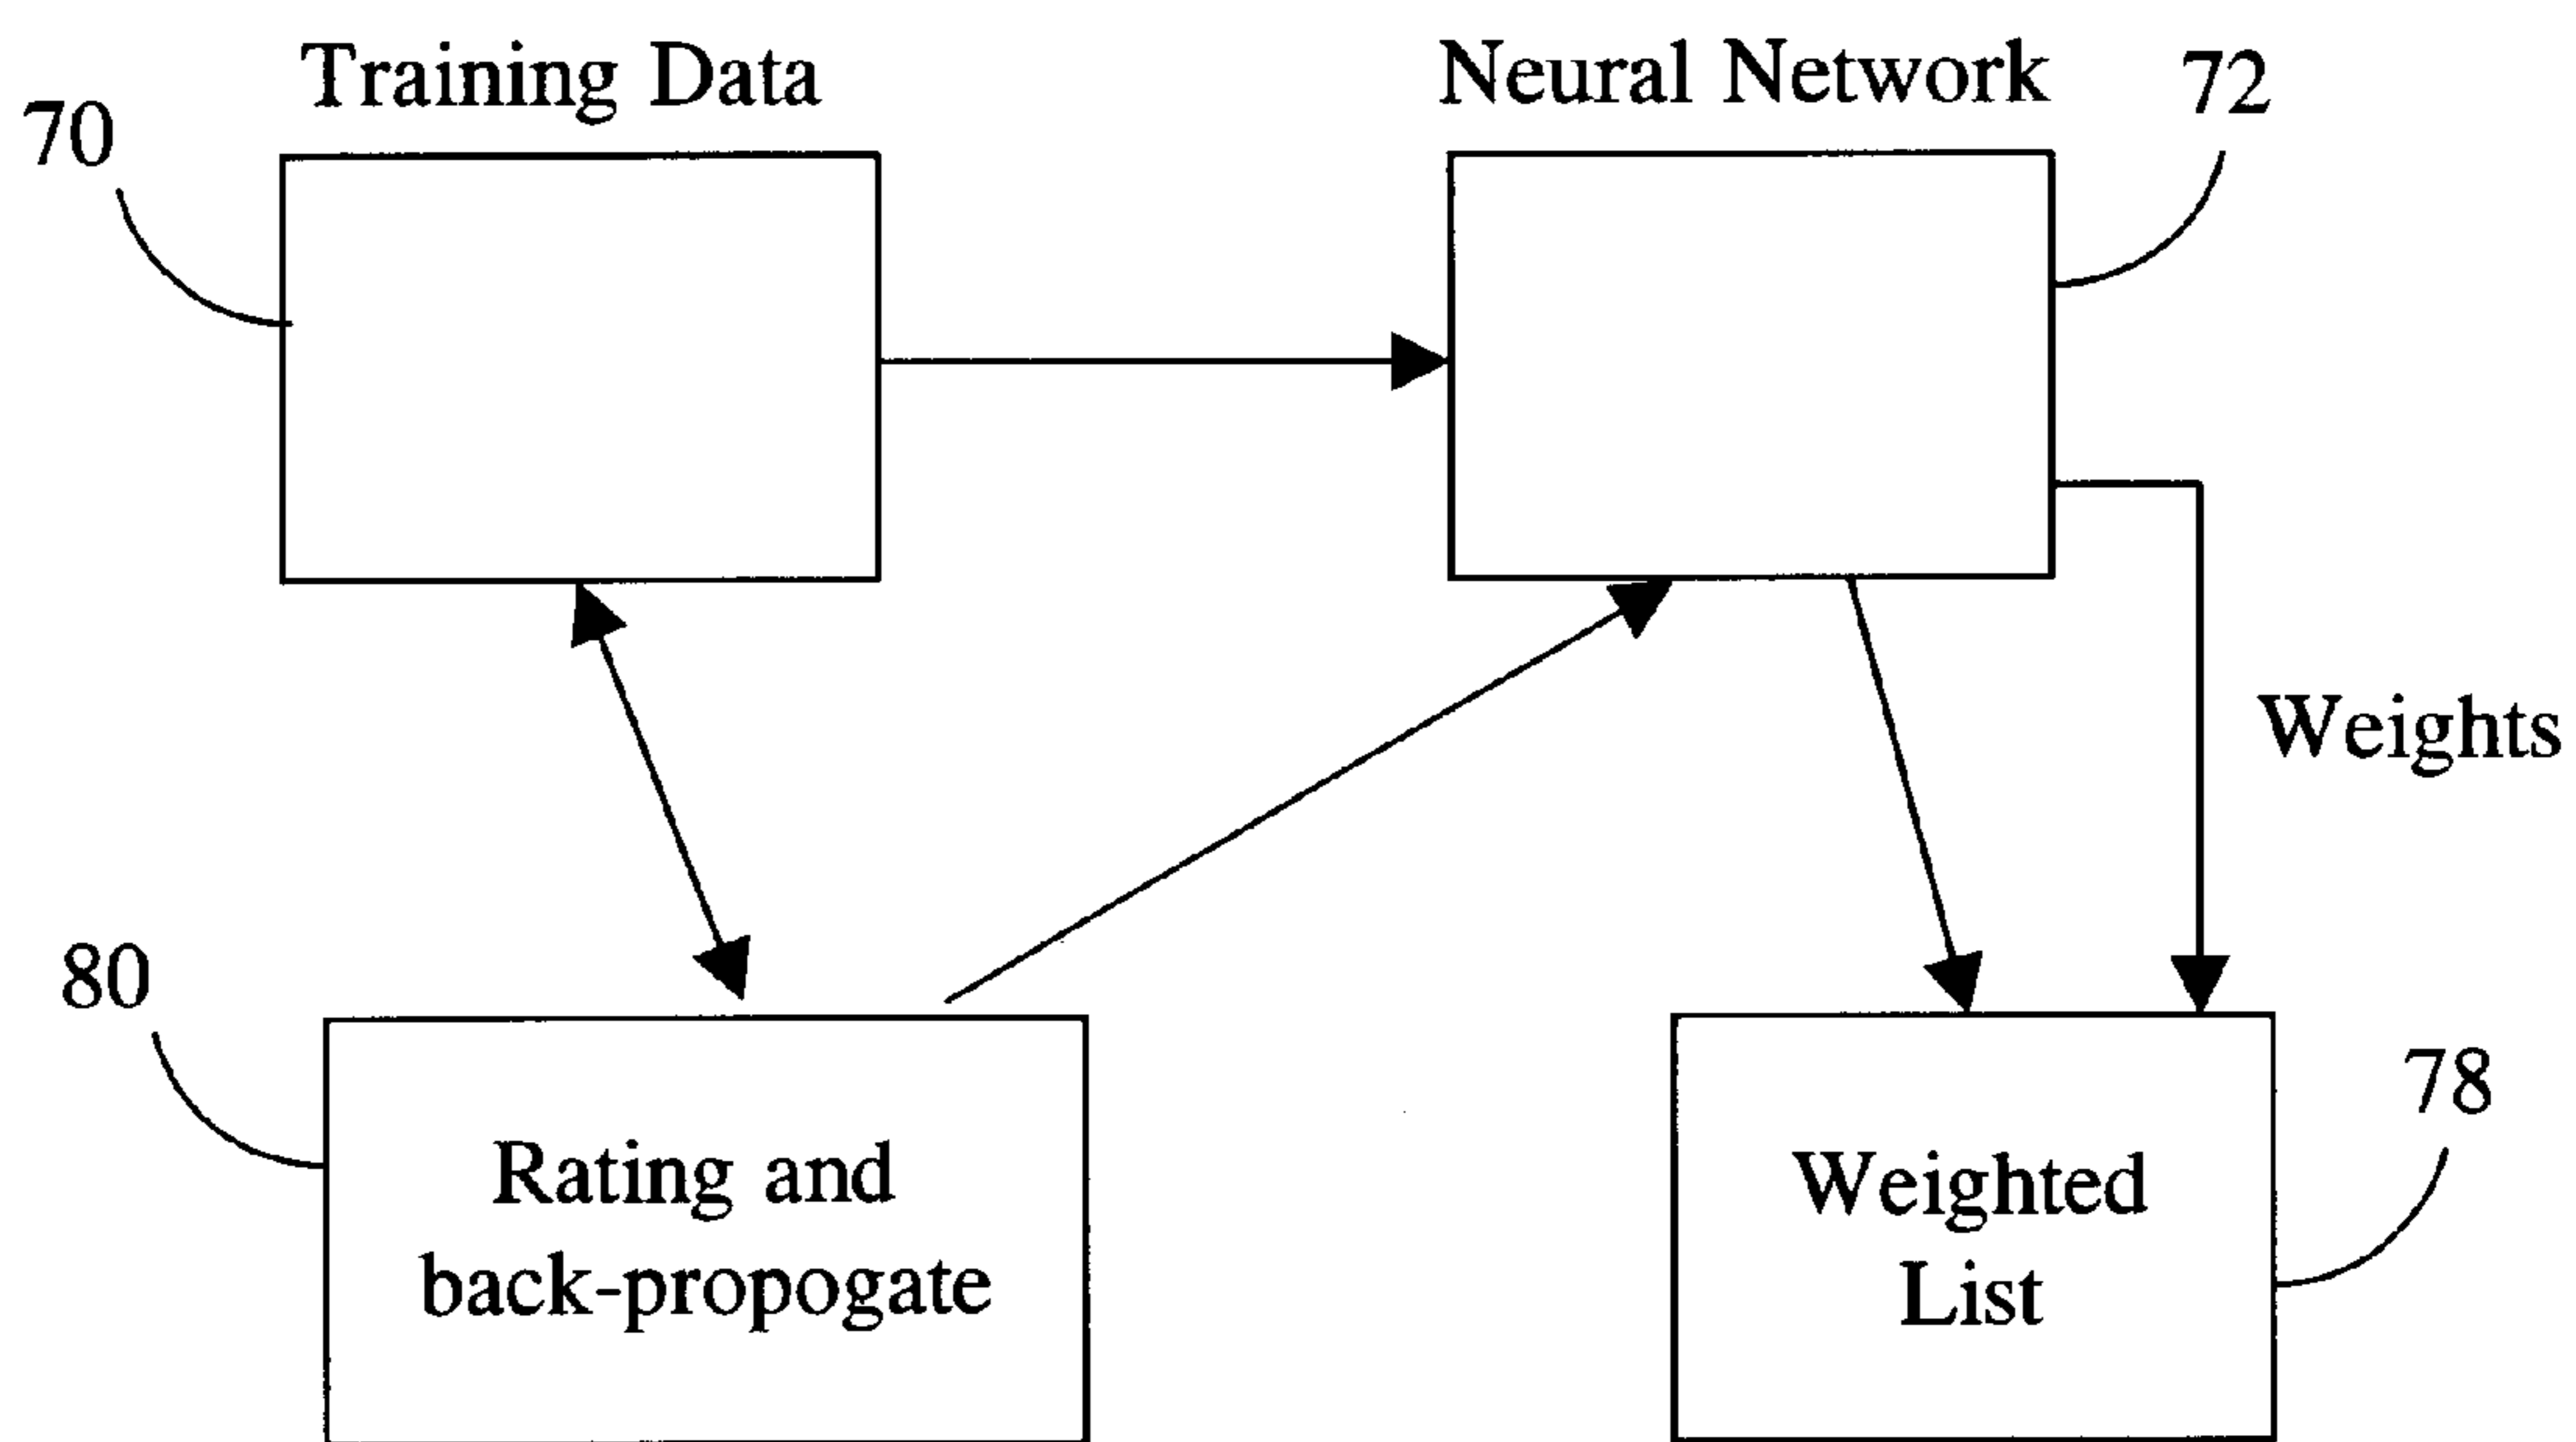 Training Data
Neural Network
70
72
Weights
80
78
Rating and
back-propogate
Weighted
List